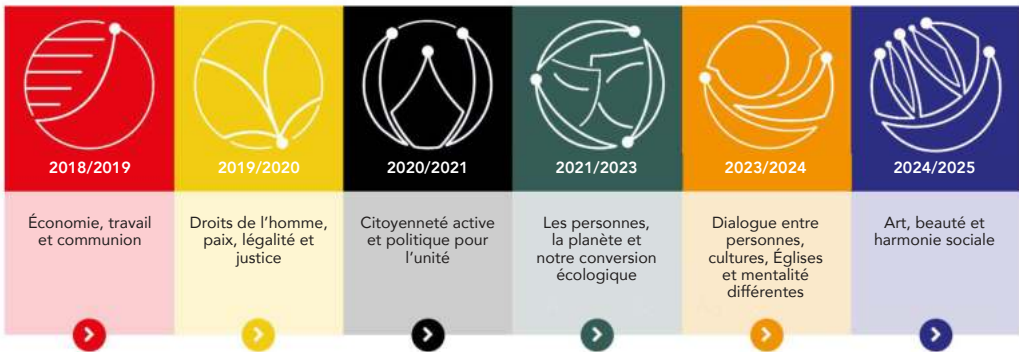 2018/2019
Économie, travail
et communion
2019/2020
Droits de l'homme,
paix, légalité et
justice
2020/2021
Citoyenneté active
et politique pour
l'unité
2021/2023
Les personnes,
la planète et
notre conversion
écologique
2023/2024
Dialogue entre
personnes,
cultures, Églises
et mentalité
différentes
2024/2025
Art, beauté et
harmonie sociale